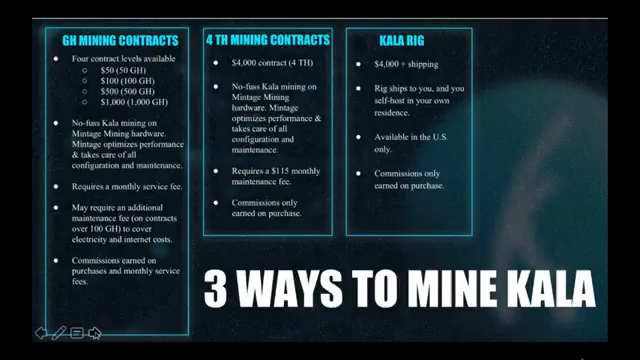 GH MINING CONTRACTS
• Four contract levels available
○ $50 (50 GH)
○ $100 (100 GH)
○ $500 (500 GH)
○ $1,000 (1,000 GH)
• No-fuss Kala mining on
Mintage Mining hardware.
Mintage optimizes performance
& takes care of all
configuration and maintenance.
• Requires a monthly service fee.
• May require an additional
maintenance fee (on contracts
over 100 GH) to cover
electricity and internet costs.
• Commissions earned on
purchases and monthly service
fees.
4 TH MINING CONTRACTS
• $4,000 contract (4 TH)
• No-fuss Kala mining on
Mintage Mining
hardware. Mintage
optimizes performance &
takes care of all
configuration and
maintenance.
• Requires a $115 monthly
maintenance fee.
• Commissions only
earned on purchase.
KALA RIG
• $4,000 + shipping
• Rig ships to you, and you
self-host in your own
residence.
• Available in the U.S.
only.
• Commissions only
earned on purchase.
3 WAYS TO MINE KALA